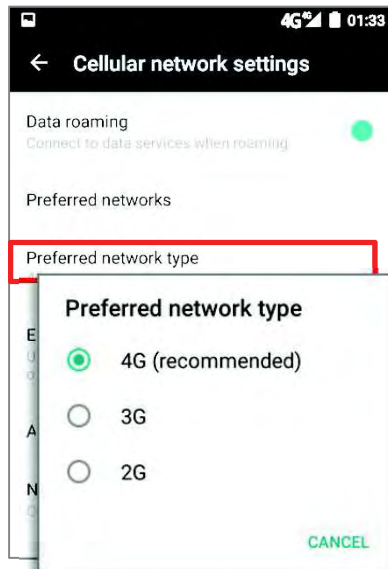 4G 4G 01:33
Cellular network settings
Data roaming
Connect to data services when roaming
Preferred networks
Preferred network type
E
U
A
N
Preferred network type
4G (recommended)
3G
2G
CANCEL